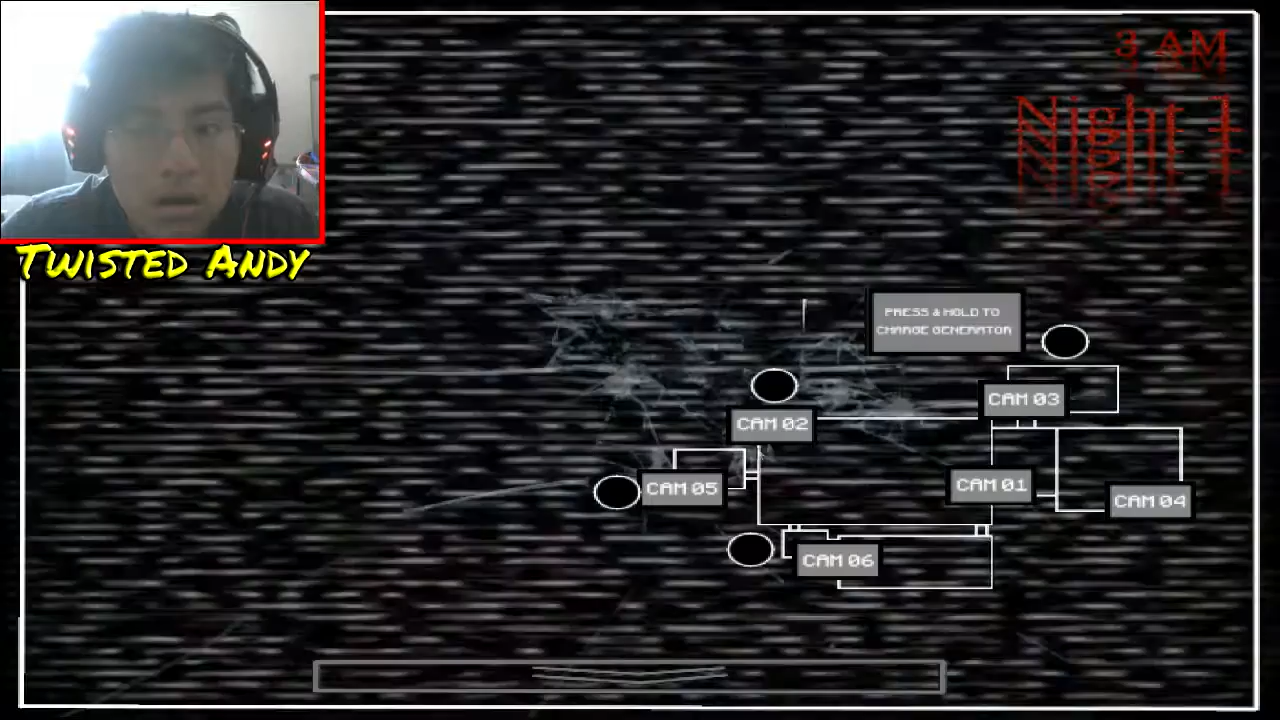 3 AM
Night 1
Twisted Andy
PRESS & HOLD TO
CHARGE GENERATOR
CAM 03
CAM 02
CAM 01
CAM 05
CAM 04
CAM 06